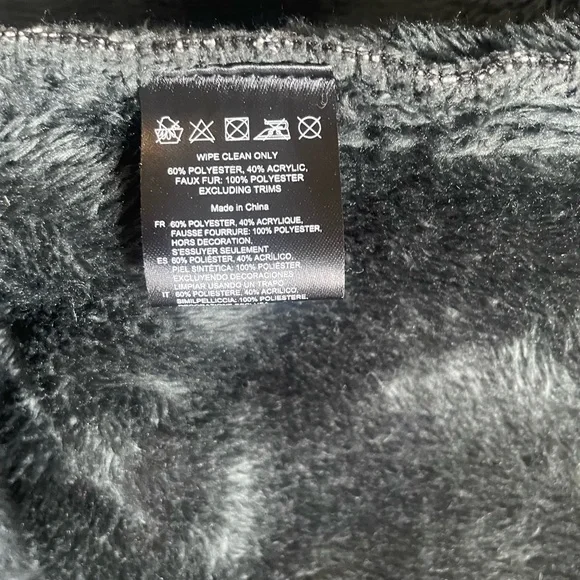 WIPE CLEAN ONLY
60% POLYESTER, 40% ACRYLIC,
FAUX FUR: 100% POLYESTER
EXCLUDING TRIMS
Made in China
FR 60% POLYESTER, 40% ACRYLIQUE,
FAUSSE FOURRURE: 100% POLYESTER,
HORS DECORATION,
S'ESSUYER SEULEMENT
ES 60% POLIÉSTER, 40% ACRÍLICO,
PIEL SINTÉTICA: 100% POLIÉSTER,
EXCLUYENDO DECORACIONES
LIMPIAR USANDO UN TRAPO
IT 60% POLIESTERE, 40% ACRILICO,
SIMILPELLICCIA: 100% POLIESTERE,